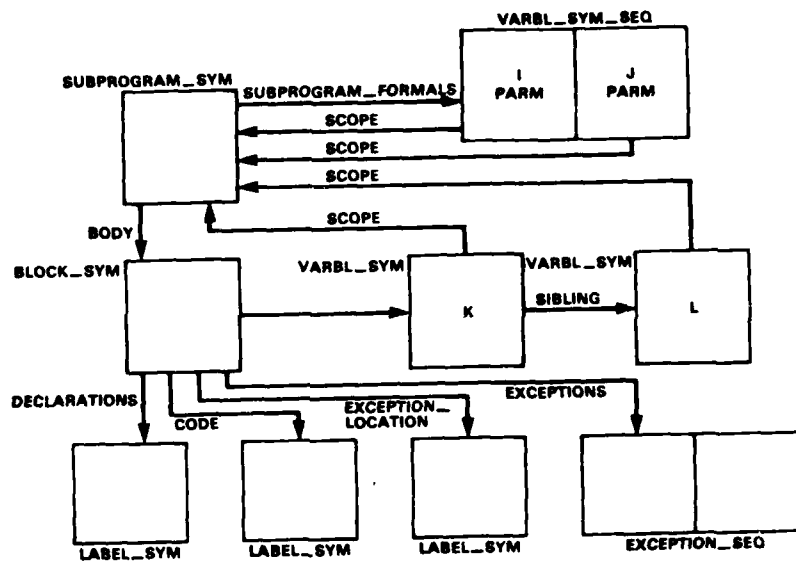 VARBL_SYM_SEQ
SUBPROGRAM_SYM
I
PARM
J
PARM
SUBPROGRAM_FORMALS
SCOPE
SCOPE
SCOPE
SCOPE
BODY
BLOCK_SYM
VARBL_SYM
VARBL_SYM
K
SIBLING
L
DECLARATIONS
CODE
EXCEPTION_
LOCATION
EXCEPTIONS
LABEL_SYM
LABEL_SYM
LABEL_SYM
EXCEPTION_SEQ